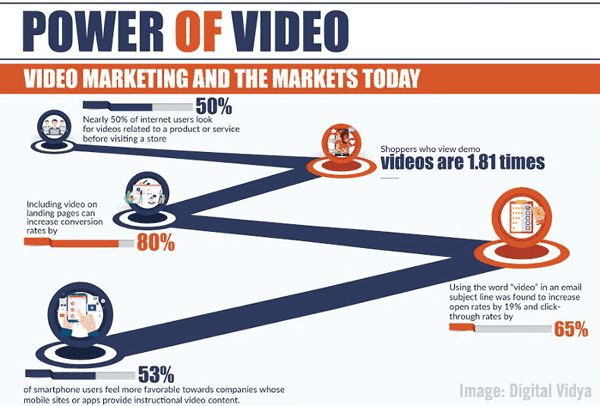 POWER OF VIDEO
VIDEO MARKETING AND THE MARKETS TODAY
50%
Nearly 50% of internet users look
for videos related to a product or service
before visiting a store
Shoppers who view demo
videos are 1.81 times
Including video on
landing pages can
increase conversion
rates by
80%
Using the word "video" in an email
subject line was found to increase
open rates by 19% and click-
through rates by
65%
53%
of smartphone users feel more favorable towards companies whose
mobile sites or apps provide instructional video content.
Image: Digital Vidya